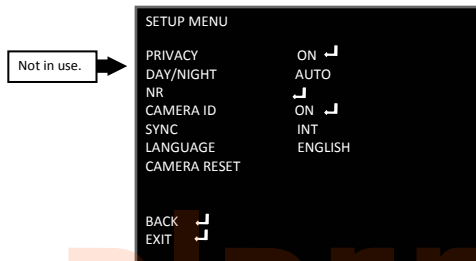 SETUP MENU
Not in use.
PRIVACY ON ↵
DAY/NIGHT AUTO
NR ↵
CAMERA ID ON ↵
SYNC INT
LANGUAGE ENGLISH
CAMERA RESET
BACK ↵
EXIT ↵